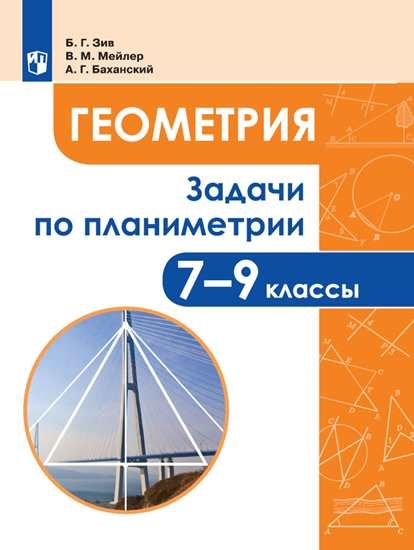 Б. Г. Зив
В. М. Мейлер
А. Г. Баханский
ГЕОМЕТРИЯ
Задачи
по планиметрии
7–9 классы